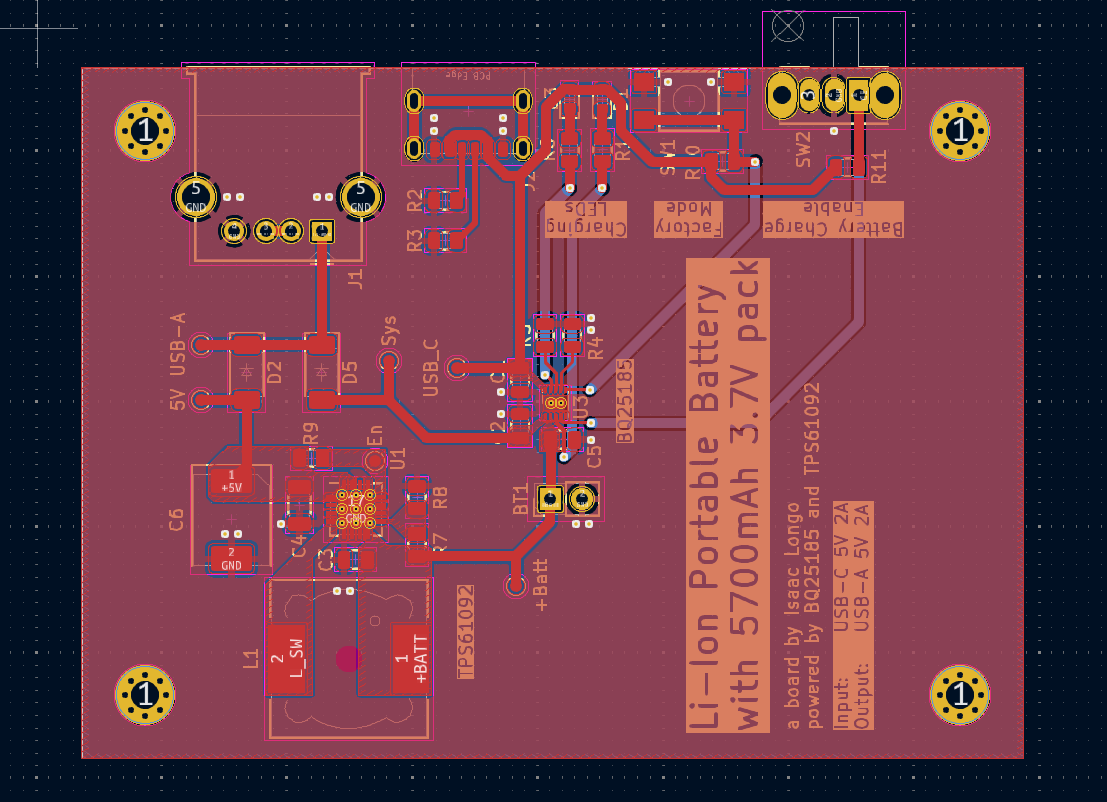 PCB Edge
1
1
5
GND
5
GND
3
J1
J2
R2
R3
SW1
SW2
R11
Charging
LEDs
Factory
Mode
Battery Charge
Enable
USB-A
5V
D2
D5
Sys
USB_C
R4
U3
BQ25185
C5
R9
En
U1
1
+5V
C6
2
GND
C4
17
GND
C3
R8
R7
BT1
+Batt
L1
2
L_SW
1
+BATT
TPS61092
Li-Ion Portable Battery
with 5700mAh 3.7V pack
a board by Isaac Longo
powered by BQ25185 and TPS61092
Input: USB-C 5V 2A
Output: USB-A 5V 2A
1
1